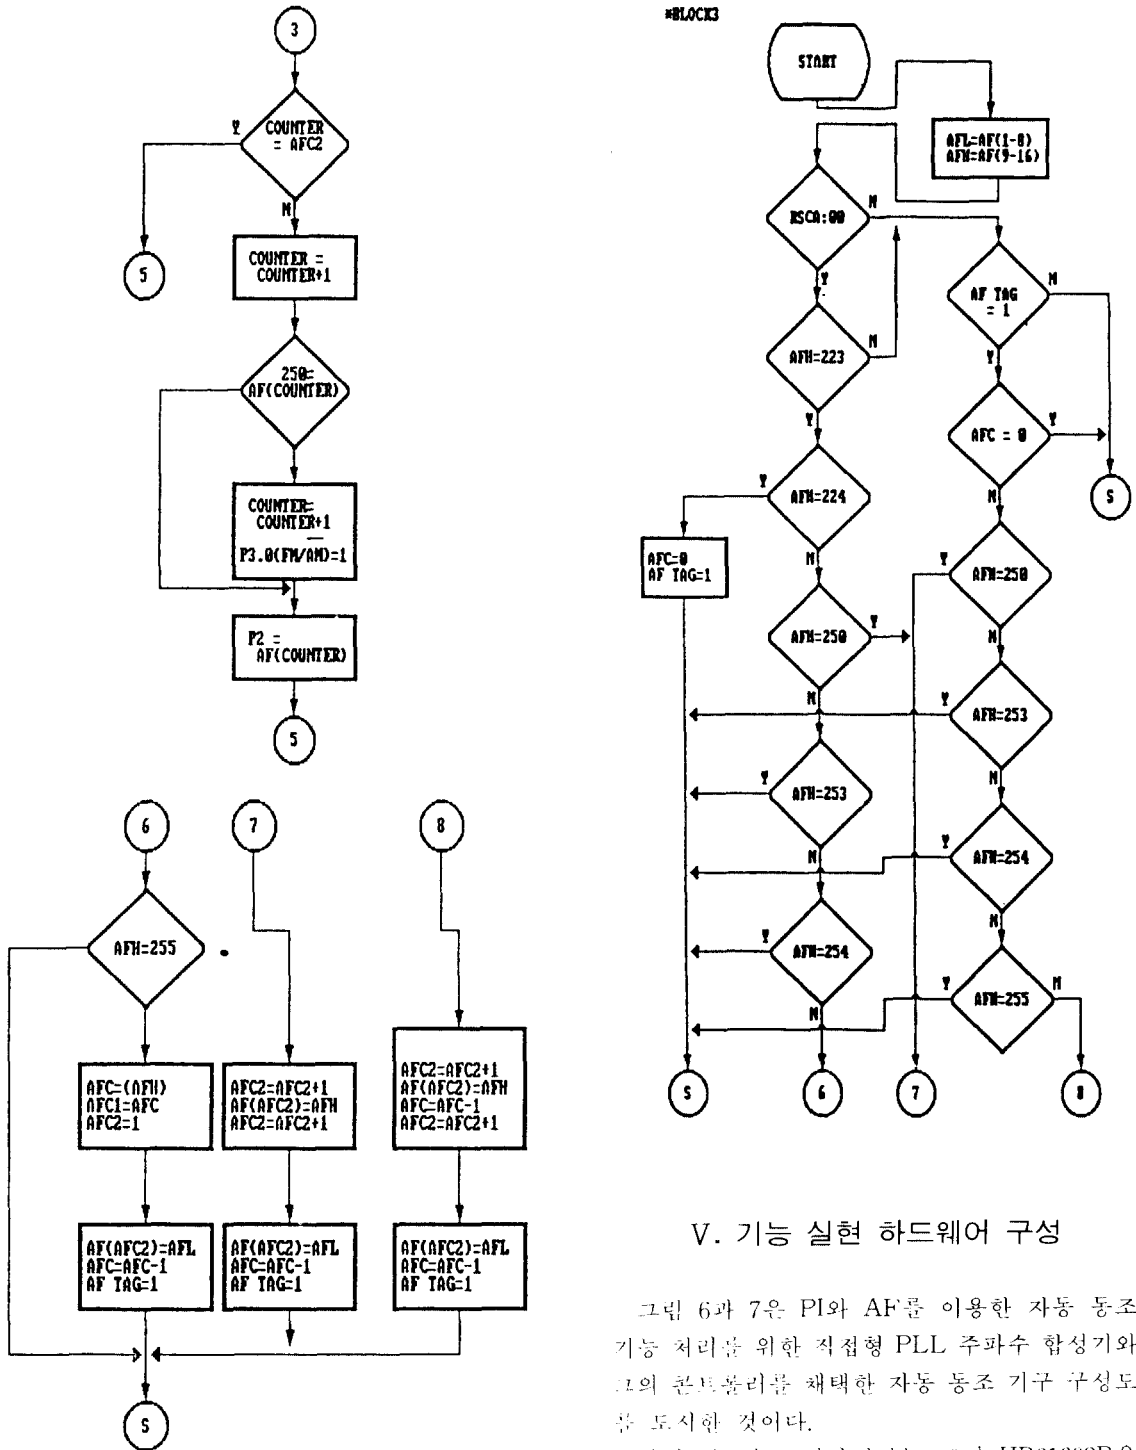 3
COUNTER
= AFC2
Y
N
5
COUNTER =
COUNTER+1
250=
AF(COUNTER)
COUNTER=
COUNTER+1
P3.0(FM/AM)=1
P2 =
AF(COUNTER)
5
6
7
8
AFH=255
AFC=(AFH)
AFC1=AFC
AFC2=1
AFC2=AFC2+1
AF(AFC2)=AFH
AFC2=AFC2+1
AFC2=AFC2+1
AF(AFC2)=AFH
AFC=AFC-1
AFC2=AFC2+1
AF(AFC2)=AFL
AFC=AFC-1
AF TAG=1
AF(AFC2)=AFL
AFC=AFC-1
AF TAG=1
AF(AFC2)=AFL
AFC=AFC-1
AF TAG=1
S
*BLOCK3
START
AFL=AF(1-8)
AFH=AF(9-16)
BSCA:00
N
Y
AF TAG
= 1
N
Y
AFH=223
N
Y
AFC = 0
Y
N
S
AFH=224
Y
N
AFC=0
AF TAG=1
AFH=250
Y
N
AFH=250
Y
N
AFH=253
Y
N
AFH=253
Y
N
AFH=254
Y
N
AFH=254
Y
N
AFH=255
Y
N
S
6
7
8
V. 기능 실현 하드웨어 구성
그림 6과 7은 PI와 AF를 이용한 자동 동조
기능 처리를 위한 직접형 PLL 주파수 합성기와
그의 콘트롤러를 채택한 자동 동조 기구 구성도
를 도시한 것이다.